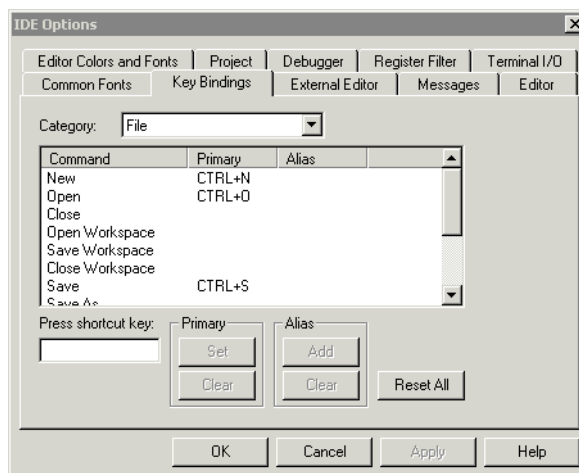 IDE Options
Editor Colors and Fonts Project Debugger Register Filter Terminal I/O
Common Fonts Key Bindings External Editor Messages Editor
Category: File
Command Primary Alias
New CTRL+N
Open CTRL+O
Close
Open Workspace
Save Workspace
Close Workspace
Save CTRL+S
Save As
Press shortcut key: Primary Alias
Set Add
Clear Clear Reset All
OK Cancel Apply Help